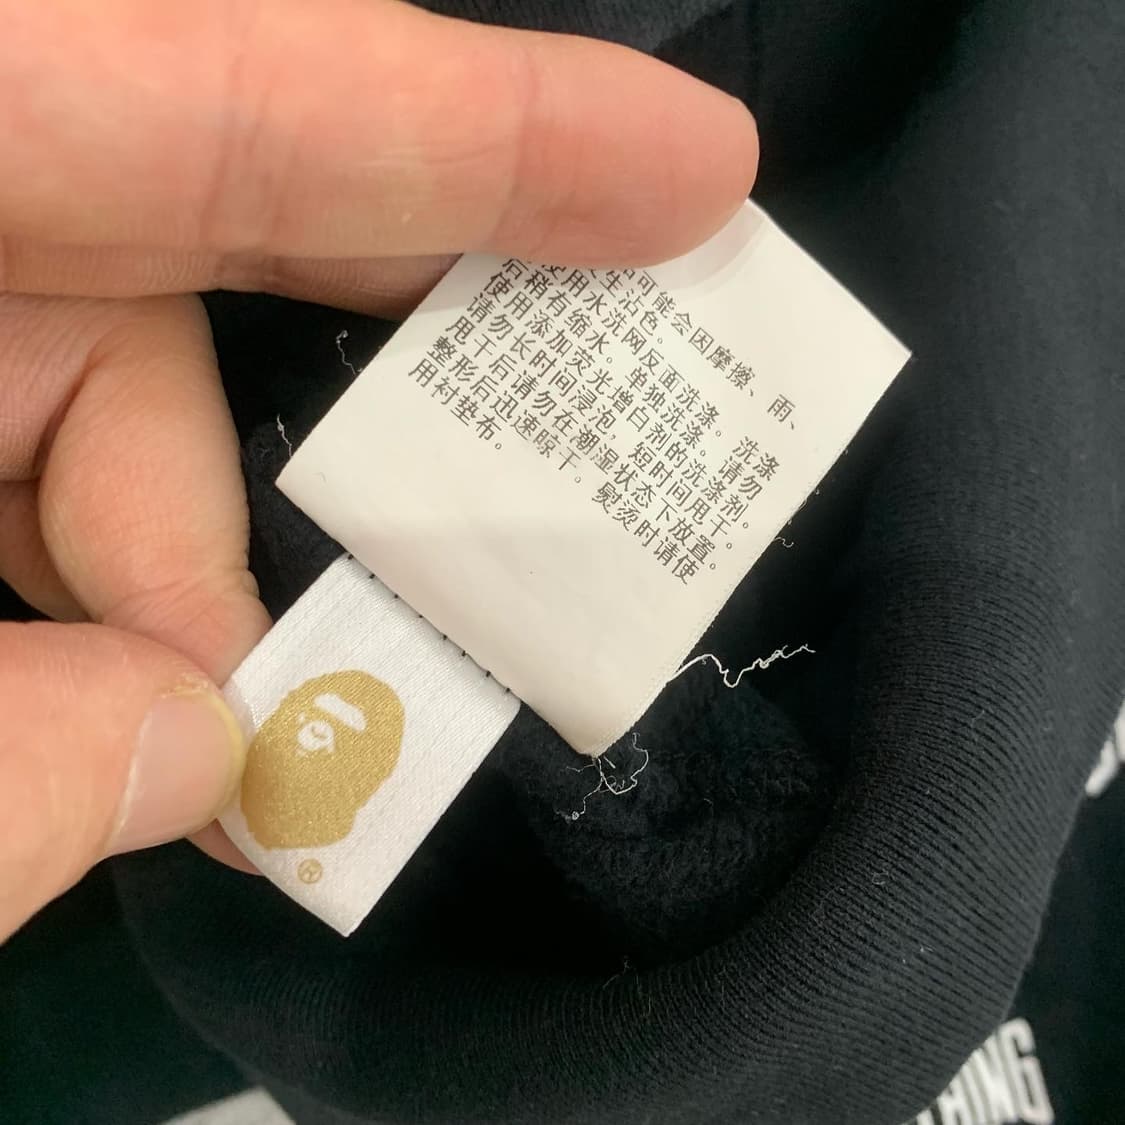 可能会因摩擦、雨、
生沾色。
使用水洗网反面洗涤。洗涤
后稍有缩水。单独洗涤。请勿
使用添加荧光增白剂的洗涤剂。
请勿长时间浸泡，短时间甩干。
甩干后请勿在潮湿状态下放置。
整形后迅速晾干。熨烫时请使
用衬垫布。
®
THING